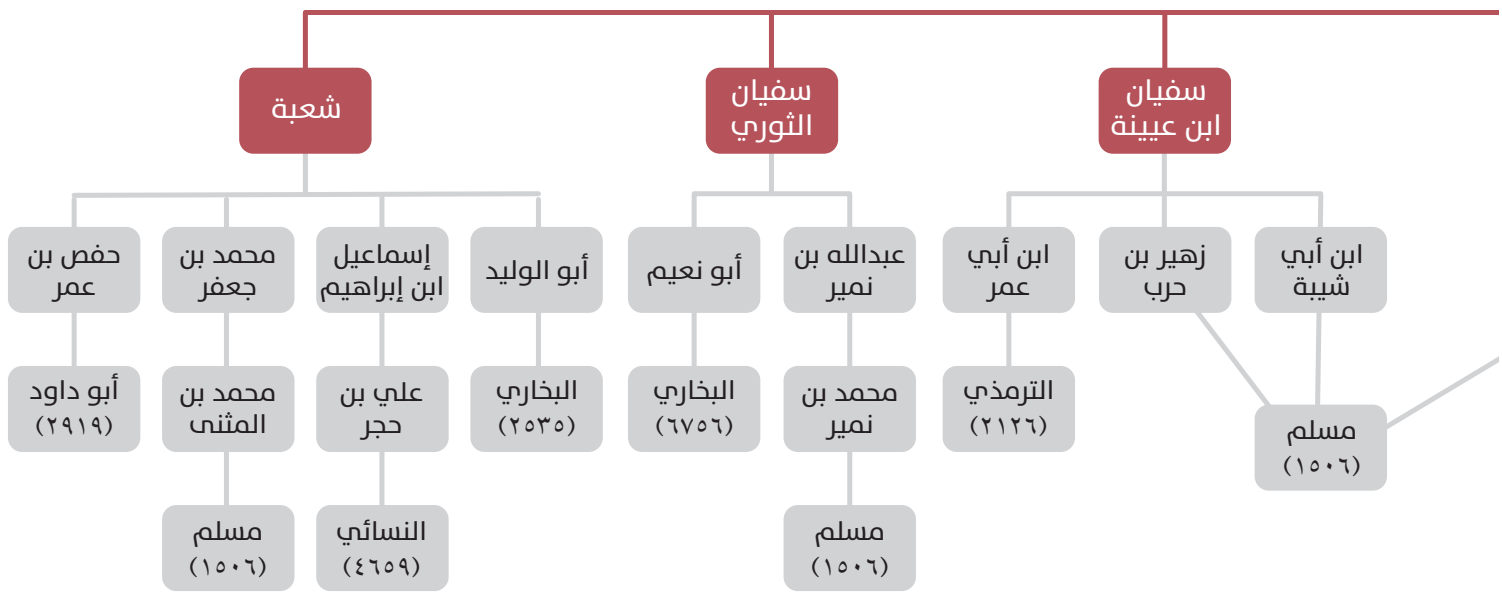 سفيان
ابن عيينة
سفيان
الثوري
شعبة
ابن أبي
شيبة
زهير بن
حرب
ابن أبي
عمر
عبدالله بن
نمير
أبو نعيم
أبو الوليد
إسماعيل
ابن إبراهيم
محمد بن
جعفر
حفص بن
عمر
مسلم
(١٥٠٦)
الترمذي
(٢١٢٦)
محمد بن
نمير
البخاري
(٦٧٥٦)
البخاري
(٢٥٣٥)
علي بن
حجر
محمد بن
المثنى
أبو داود
(٢٩١٩)
مسلم
(١٥٠٦)
النسائي
(٤٦٥٩)
مسلم
(١٥٠٦)